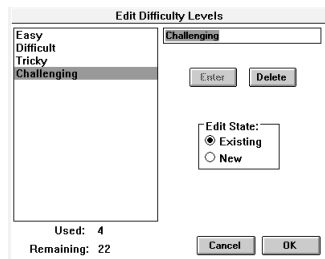 Edit Difficulty Levels
Easy
Difficult
Tricky
Challenging
Challenging
Enter
Delete
Edit State:
Existing
New
Used: 4
Remaining: 22
Cancel
OK